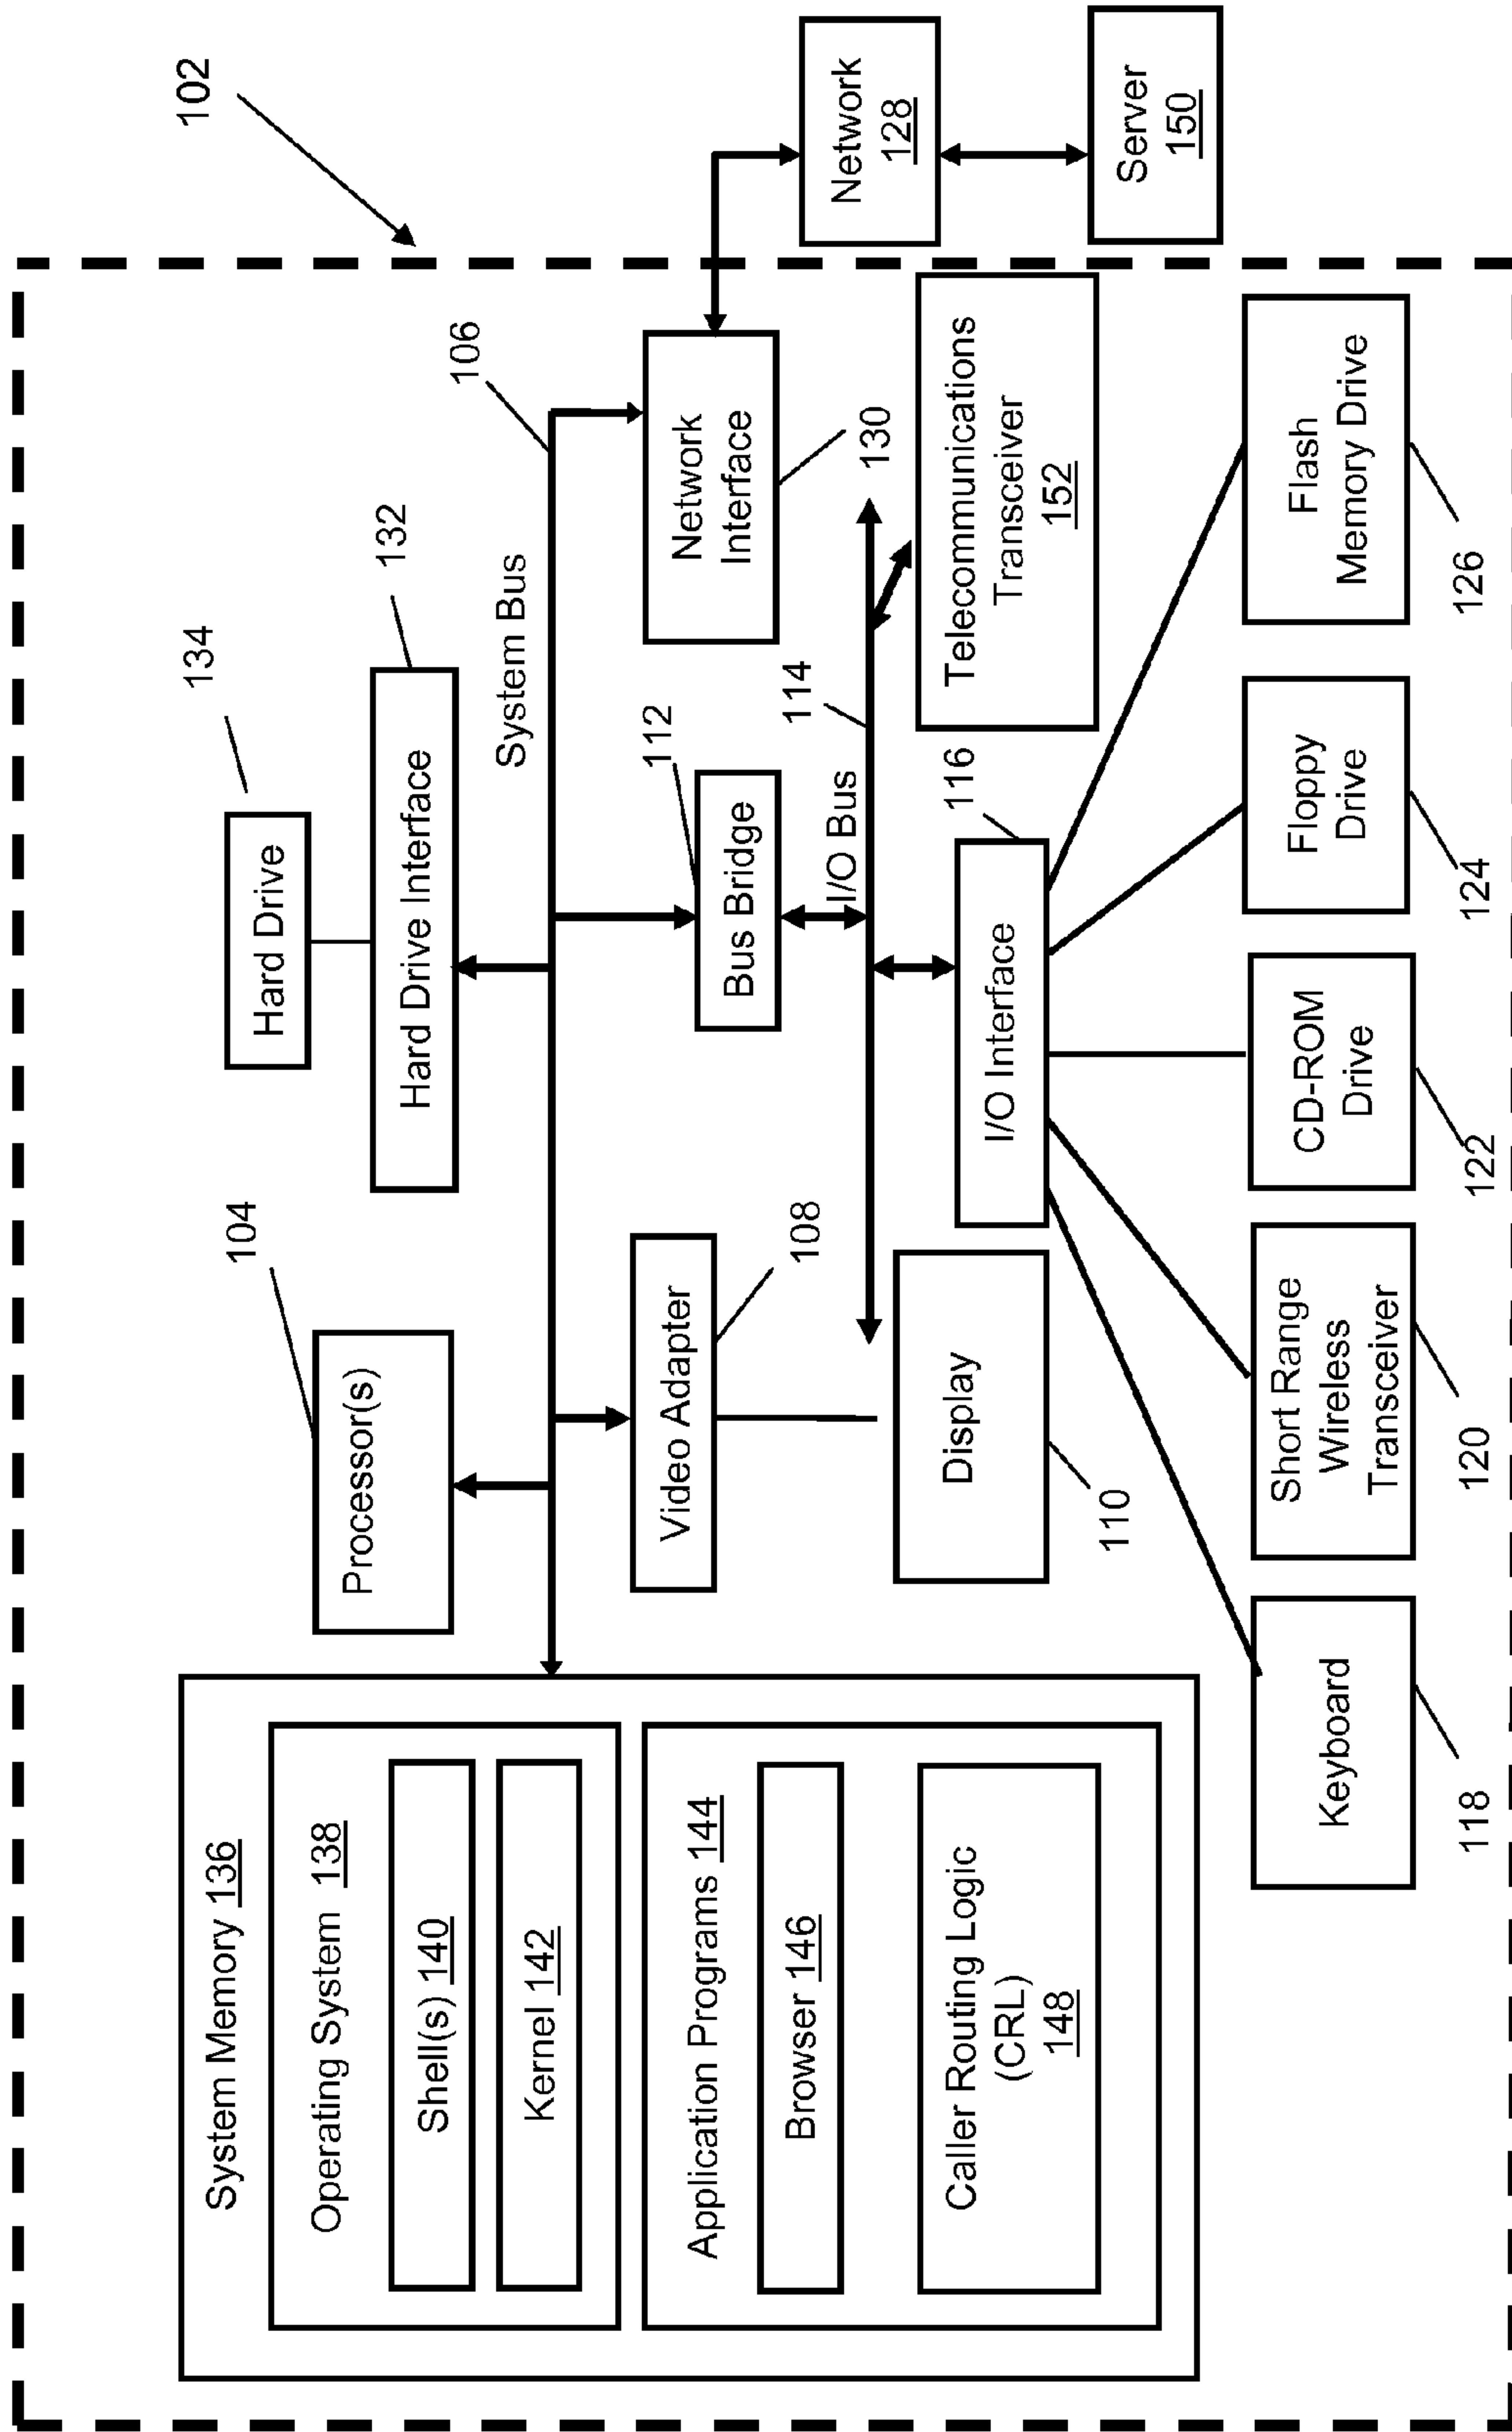 102
System Memory 136
Operating System 138
Shell(s) 140
Kernel 142
Application Programs 144
Browser 146
Caller Routing Logic
(CRL)
148
104
Processor(s)
134
Hard Drive
132
Hard Drive Interface
System Bus
106
Video Adapter
108
112
Bus Bridge
Network
Interface
130
Network
128
Server
150
Display
110
I/O Bus
114
116
I/O Interface
Telecommunications
Transceiver
152
Keyboard
118
Short Range
Wireless
Transceiver
120
CD-ROM
Drive
122
Floppy
Drive
124
Flash
Memory Drive
126